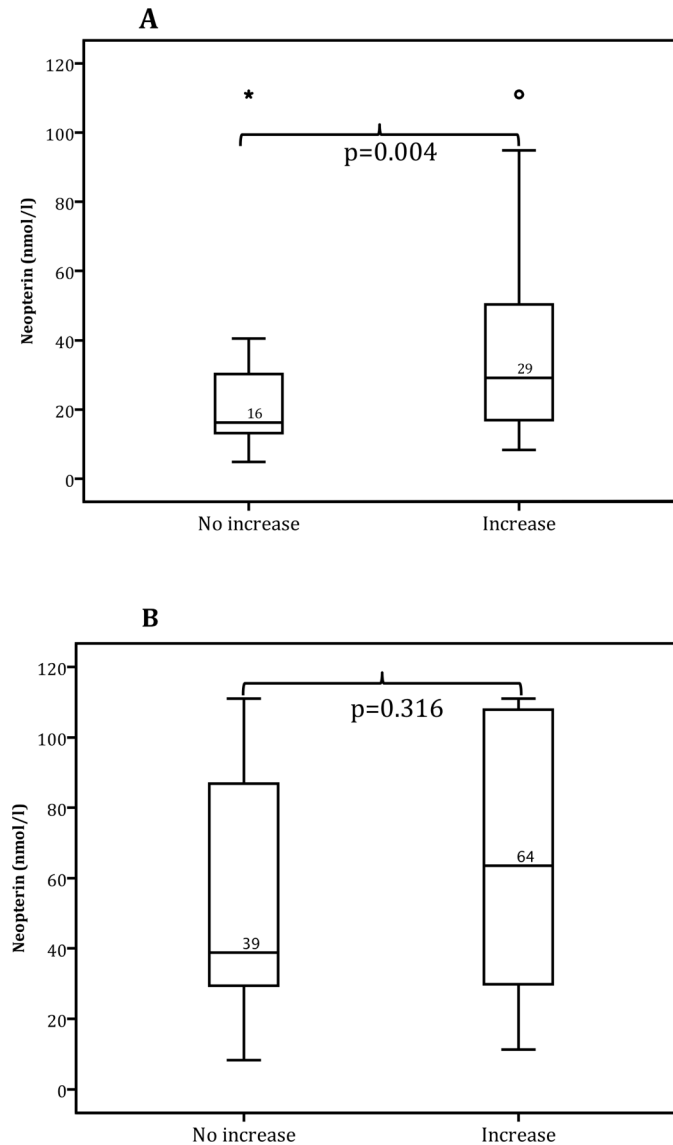 A
120
100
80
60
40
20
0
Neopterin (nmol/l)
*
p=0.004
16
29
No increase
Increase
B
120
100
80
60
40
20
0
Neopterin (nmol/l)
p=0.316
39
64
No increase
Increase